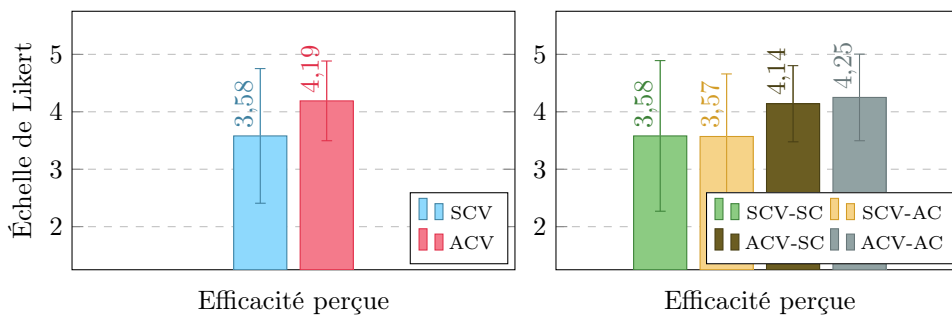 Échelle de Likert
5
4
3
2
3,58
4,19
SCV
ACV
Efficacité perçue
5
4
3
2
3,58
3,57
4,14
4,25
SCV-SC SCV-AC
ACV-SC ACV-AC
Efficacité perçue